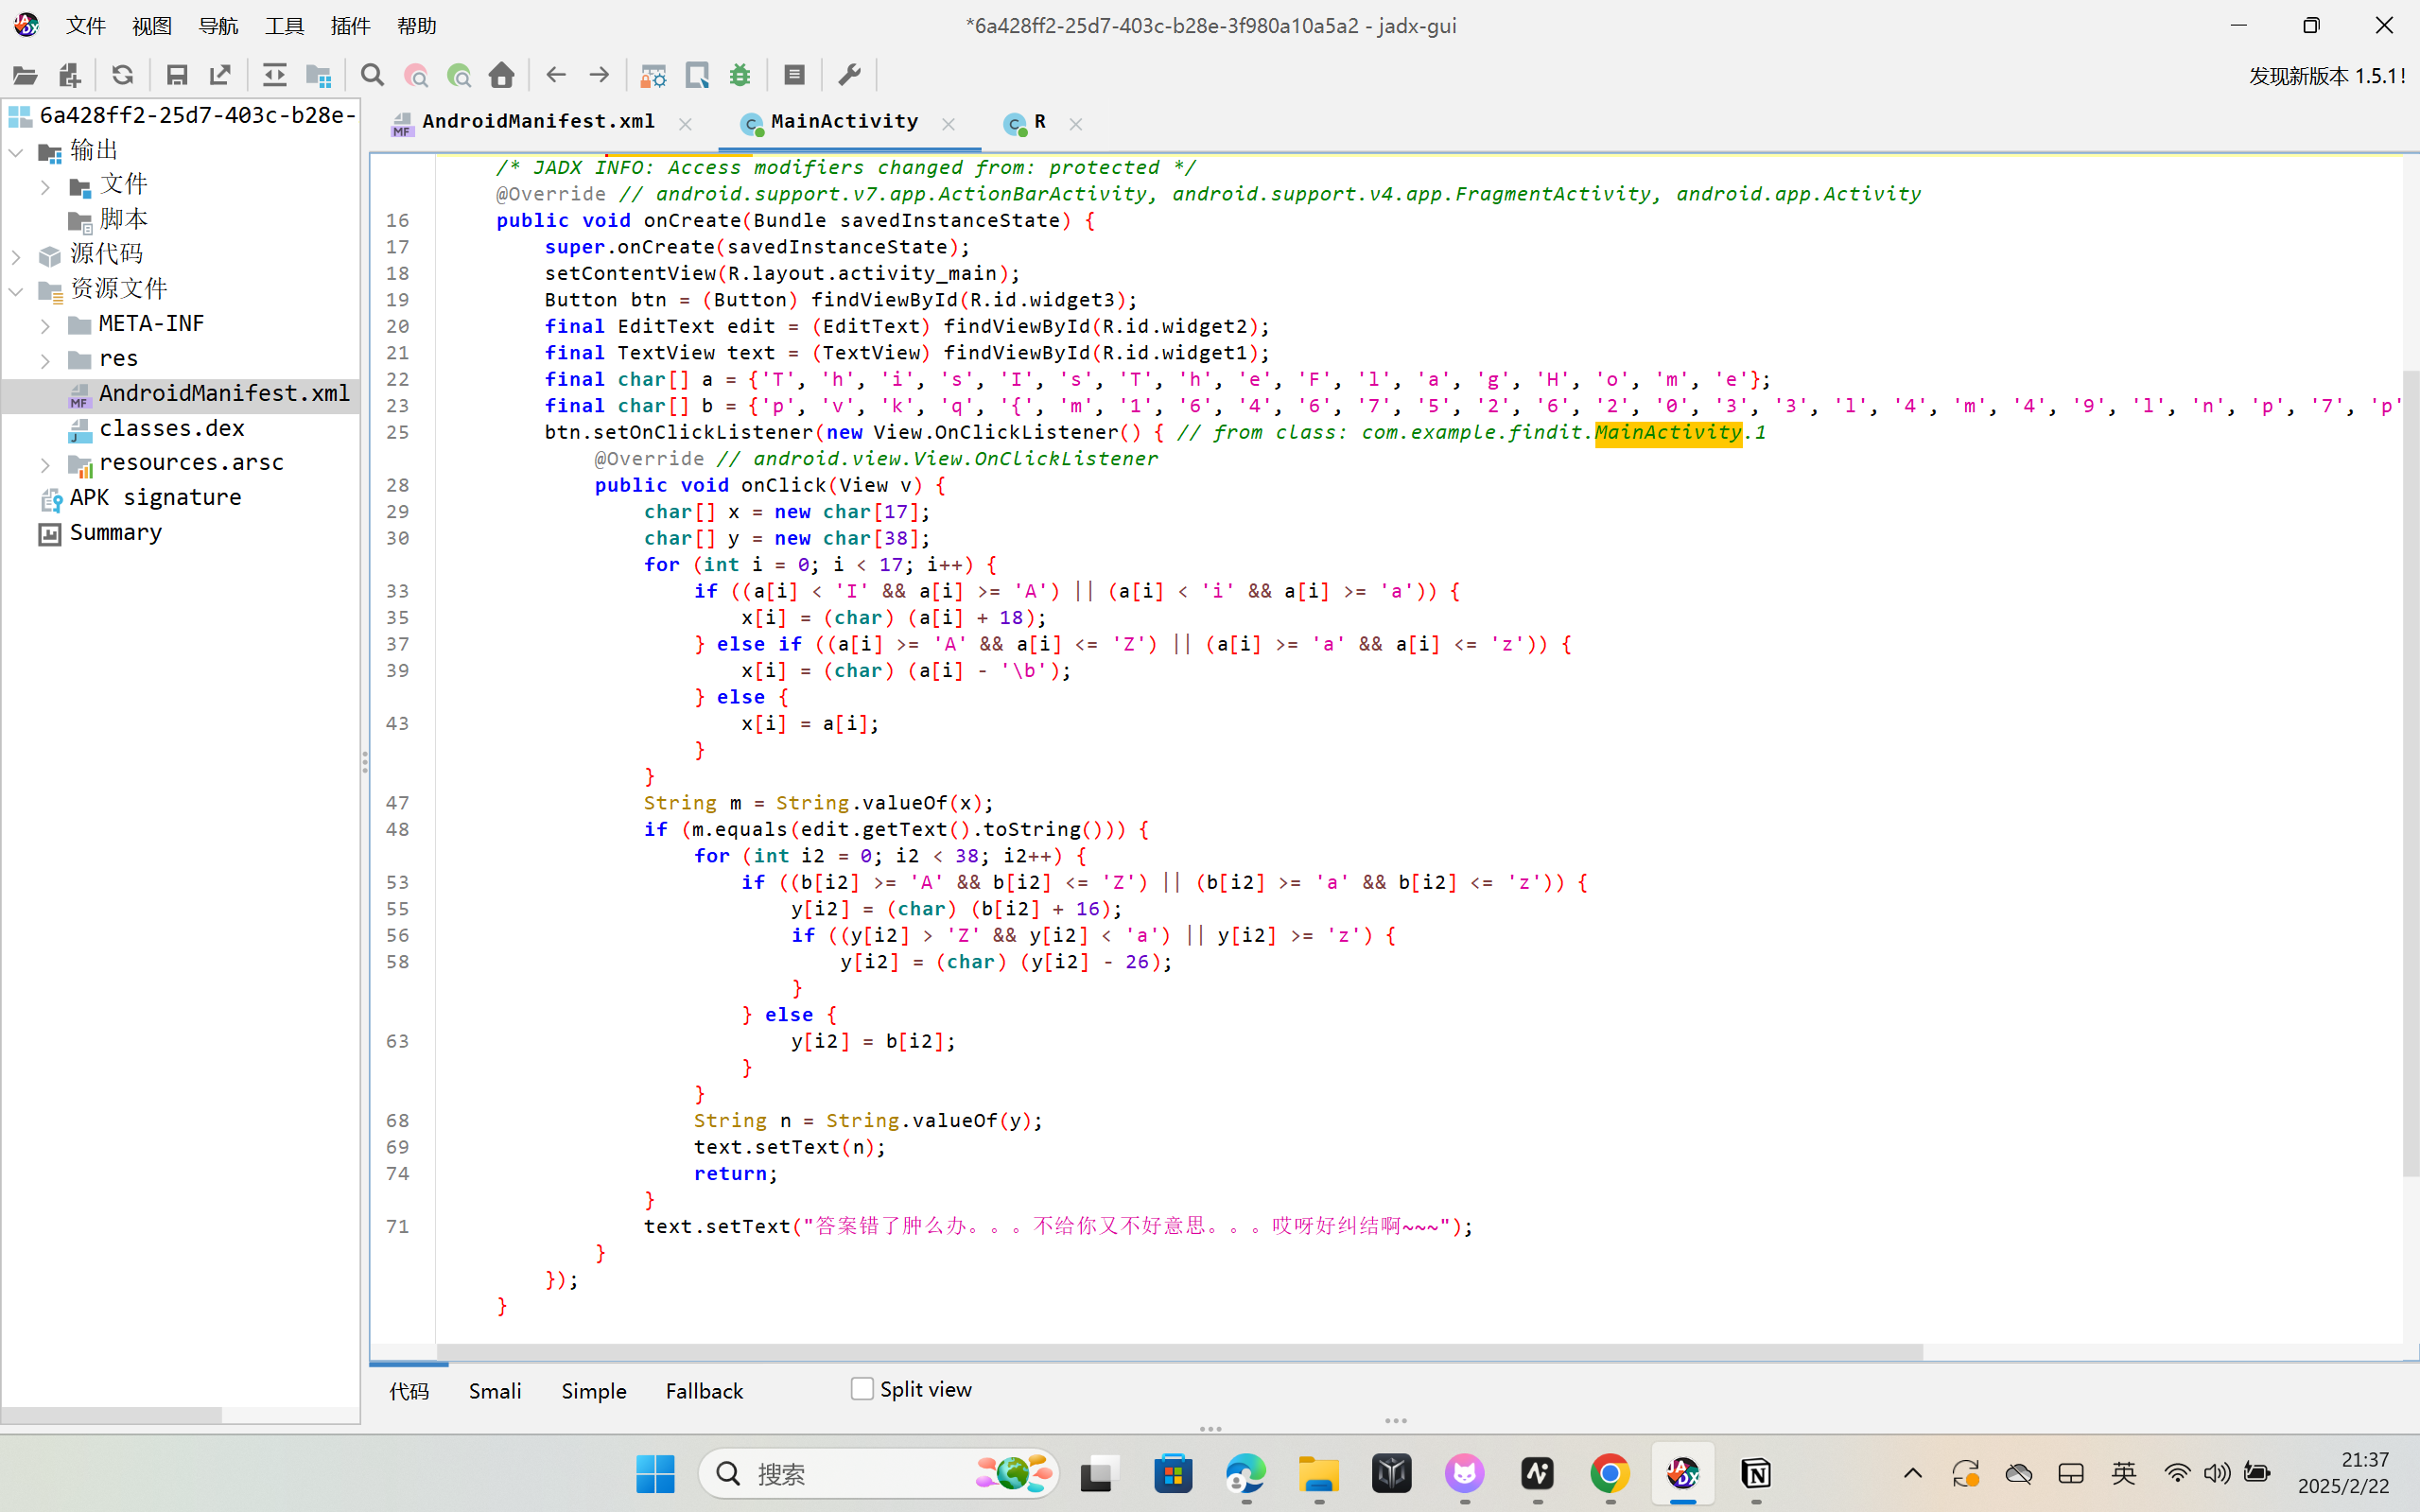 文件 视图 导航 工具 插件 帮助
*6a428ff2-25d7-403c-b28e-3f980a10a5a2 - jadx-gui
发现新版本 1.5.1!
6a428ff2-25d7-403c-b28e-
输出
文件
脚本
源代码
资源文件
META-INF
res
AndroidManifest.xml
classes.dex
resources.arsc
APK signature
Summary
AndroidManifest.xml MainActivity R
/* JADX INFO: Access modifiers changed from: protected */
@Override // android.support.v7.app.ActionBarActivity, android.support.v4.app.FragmentActivity, android.app.Activity
16 public void onCreate(Bundle savedInstanceState) {
17 super.onCreate(savedInstanceState);
18 setContentView(R.layout.activity_main);
19 Button btn = (Button) findViewById(R.id.widget3);
20 final EditText edit = (EditText) findViewById(R.id.widget2);
21 final TextView text = (TextView) findViewById(R.id.widget1);
22 final char[] a = {'T', 'h', 'i', 's', 'I', 's', 'T', 'h', 'e', 'F', 'l', 'a', 'g', 'H', 'o', 'm', 'e'};
23 final char[] b = {'p', 'v', 'k', 'q', '{', 'm', '1', '6', '4', '6', '7', '5', '2', '6', '2', '0', '3', '3', 'l', '4', 'm', '4', '9', 'l', 'n', 'p', '7', 'p'
25 btn.setOnClickListener(new View.OnClickListener() { // from class: com.example.findit.MainActivity.1
@Override // android.view.View.OnClickListener
28 public void onClick(View v) {
29 char[] x = new char[17];
30 char[] y = new char[38];
for (int i = 0; i < 17; i++) {
33 if ((a[i] < 'I' && a[i] >= 'A') || (a[i] < 'i' && a[i] >= 'a')) {
35 x[i] = (char) (a[i] + 18);
37 } else if ((a[i] >= 'A' && a[i] <= 'Z') || (a[i] >= 'a' && a[i] <= 'z')) {
39 x[i] = (char) (a[i] - '\b');
} else {
43 x[i] = a[i];
}
}
47 String m = String.valueOf(x);
48 if (m.equals(edit.getText().toString())) {
for (int i2 = 0; i2 < 38; i2++) {
53 if ((b[i2] >= 'A' && b[i2] <= 'Z') || (b[i2] >= 'a' && b[i2] <= 'z')) {
55 y[i2] = (char) (b[i2] + 16);
56 if ((y[i2] > 'Z' && y[i2] < 'a') || y[i2] >= 'z') {
58 y[i2] = (char) (y[i2] - 26);
}
} else {
63 y[i2] = b[i2];
}
}
68 String n = String.valueOf(y);
69 text.setText(n);
74 return;
}
71 text.setText("答案错了肿么办。。。不给你又不好意思。。。哎呀好纠结啊~~~");
}
});
}
代码 Smali Simple Fallback Split view
搜索
英
21:37
2025/2/22